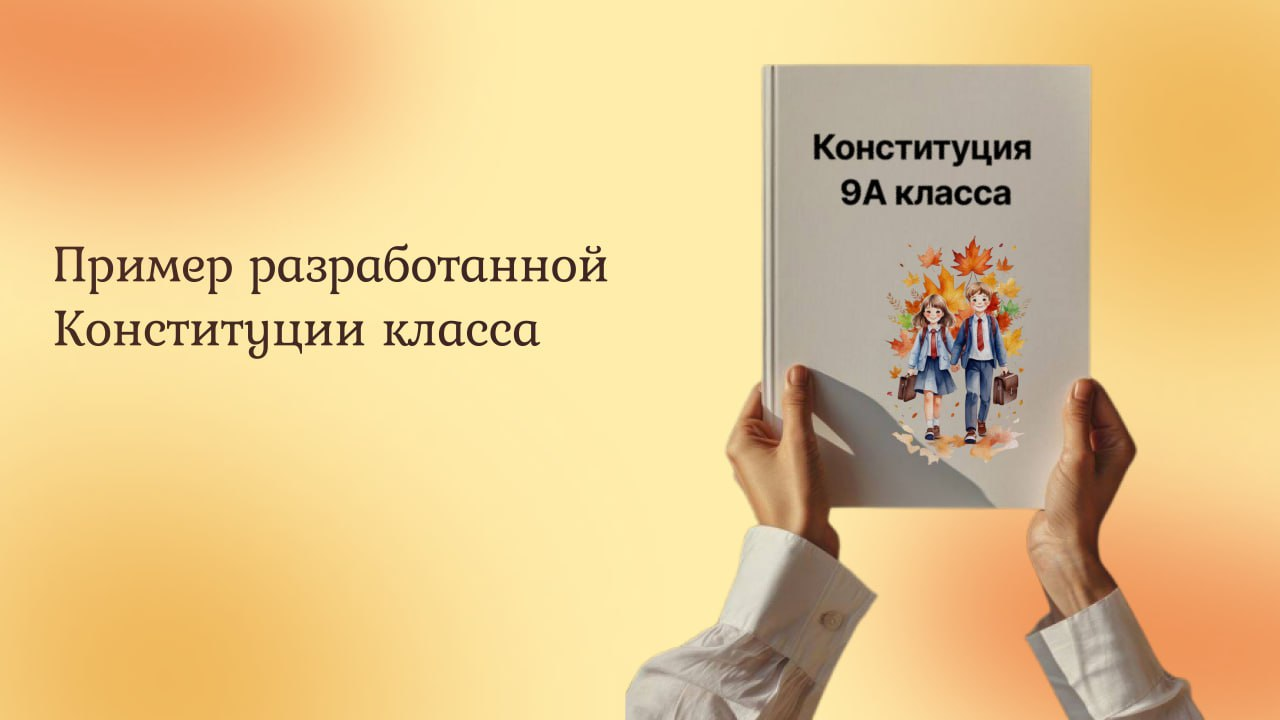 Пример разработанной
Конституции класса
Конституция
9А класса